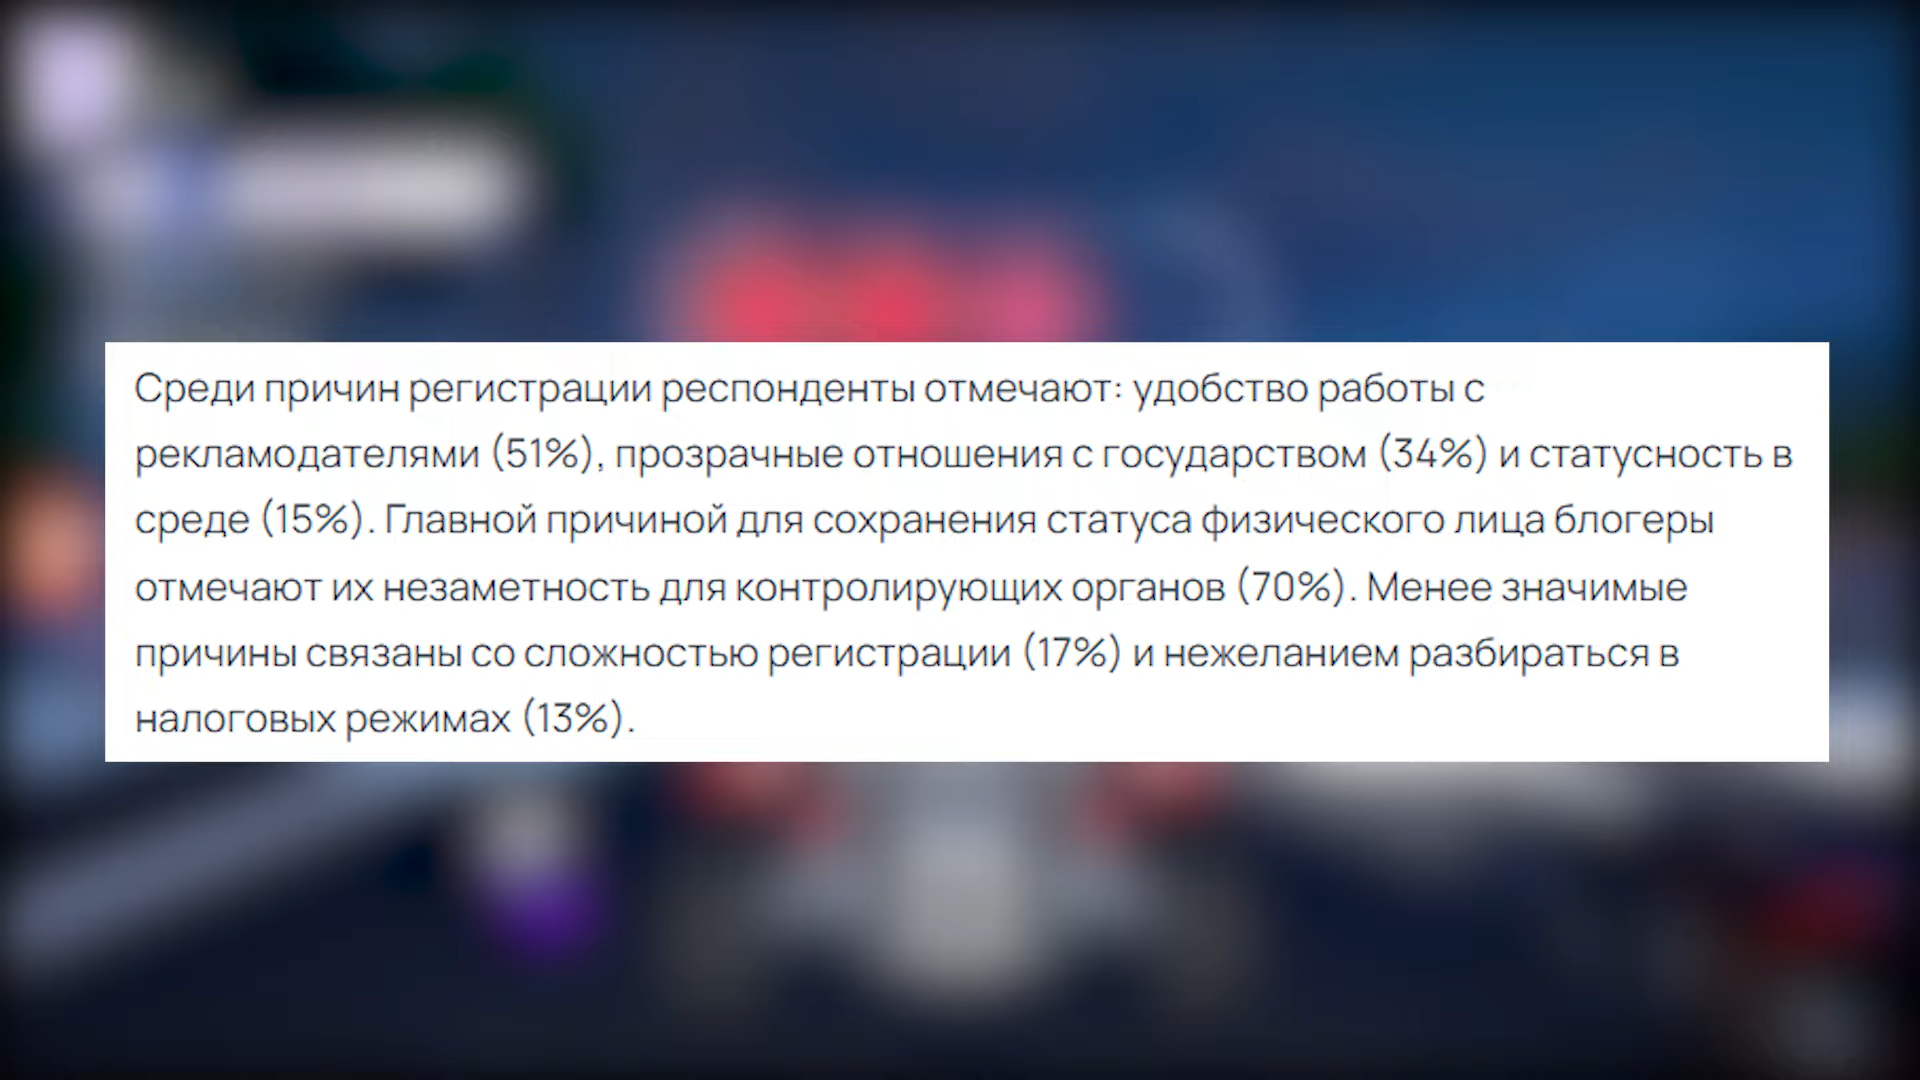 Среди причин регистрации респонденты отмечают: удобство работы с
рекламодателями (51%), прозрачные отношения с государством (34%) и статусность в
среде (15%). Главной причиной для сохранения статуса физического лица блогеры
отмечают их незаметность для контролирующих органов (70%). Менее значимые
причины связаны со сложностью регистрации (17%) и нежеланием разбираться в
налоговых режимах (13%).